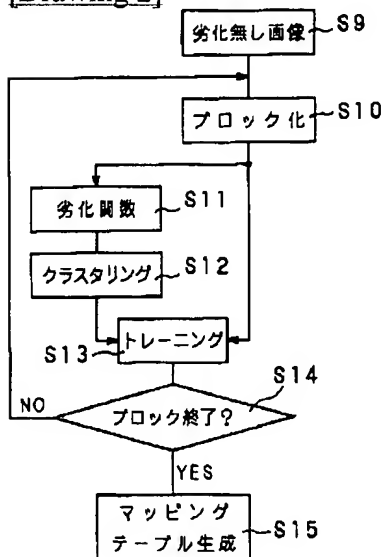 [Drawing 2]
劣化無し画像
S9
ブロック化
S10
劣化関数
S11
クラスタリング
S12
トレーニング
S13
ブロック終了?
S14
NO
YES
マッピング
テーブル生成
S15